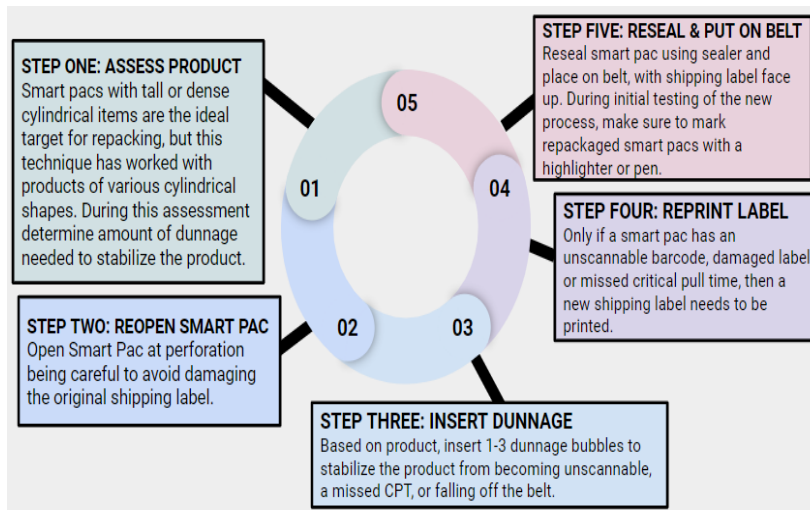 STEP ONE: ASSESS PRODUCT
Smart pacs with tall or dense
cylindrical items are the ideal
target for repacking, but this
technique has worked with
products of various cylindrical
shapes. During this assessment
determine amount of dunnage
needed to stabilize the product.
01
STEP TWO: REOPEN SMART PAC
Open Smart Pac at perforation
being careful to avoid damaging
the original shipping label.
02
STEP THREE: INSERT DUNNAGE
Based on product, insert 1-3 dunnage bubbles to
stabilize the product from becoming unscannable,
a missed CPT, or falling off the belt.
03
STEP FOUR: REPRINT LABEL
Only if a smart pac has an
unscannable barcode, damaged label
or missed critical pull time, then a
new shipping label needs to be
printed.
04
STEP FIVE: RESEAL & PUT ON BELT
Reseal smart pac using sealer and
place on belt, with shipping label face
up. During initial testing of the new
process, make sure to mark
repackaged smart pacs with a
highlighter or pen.
05